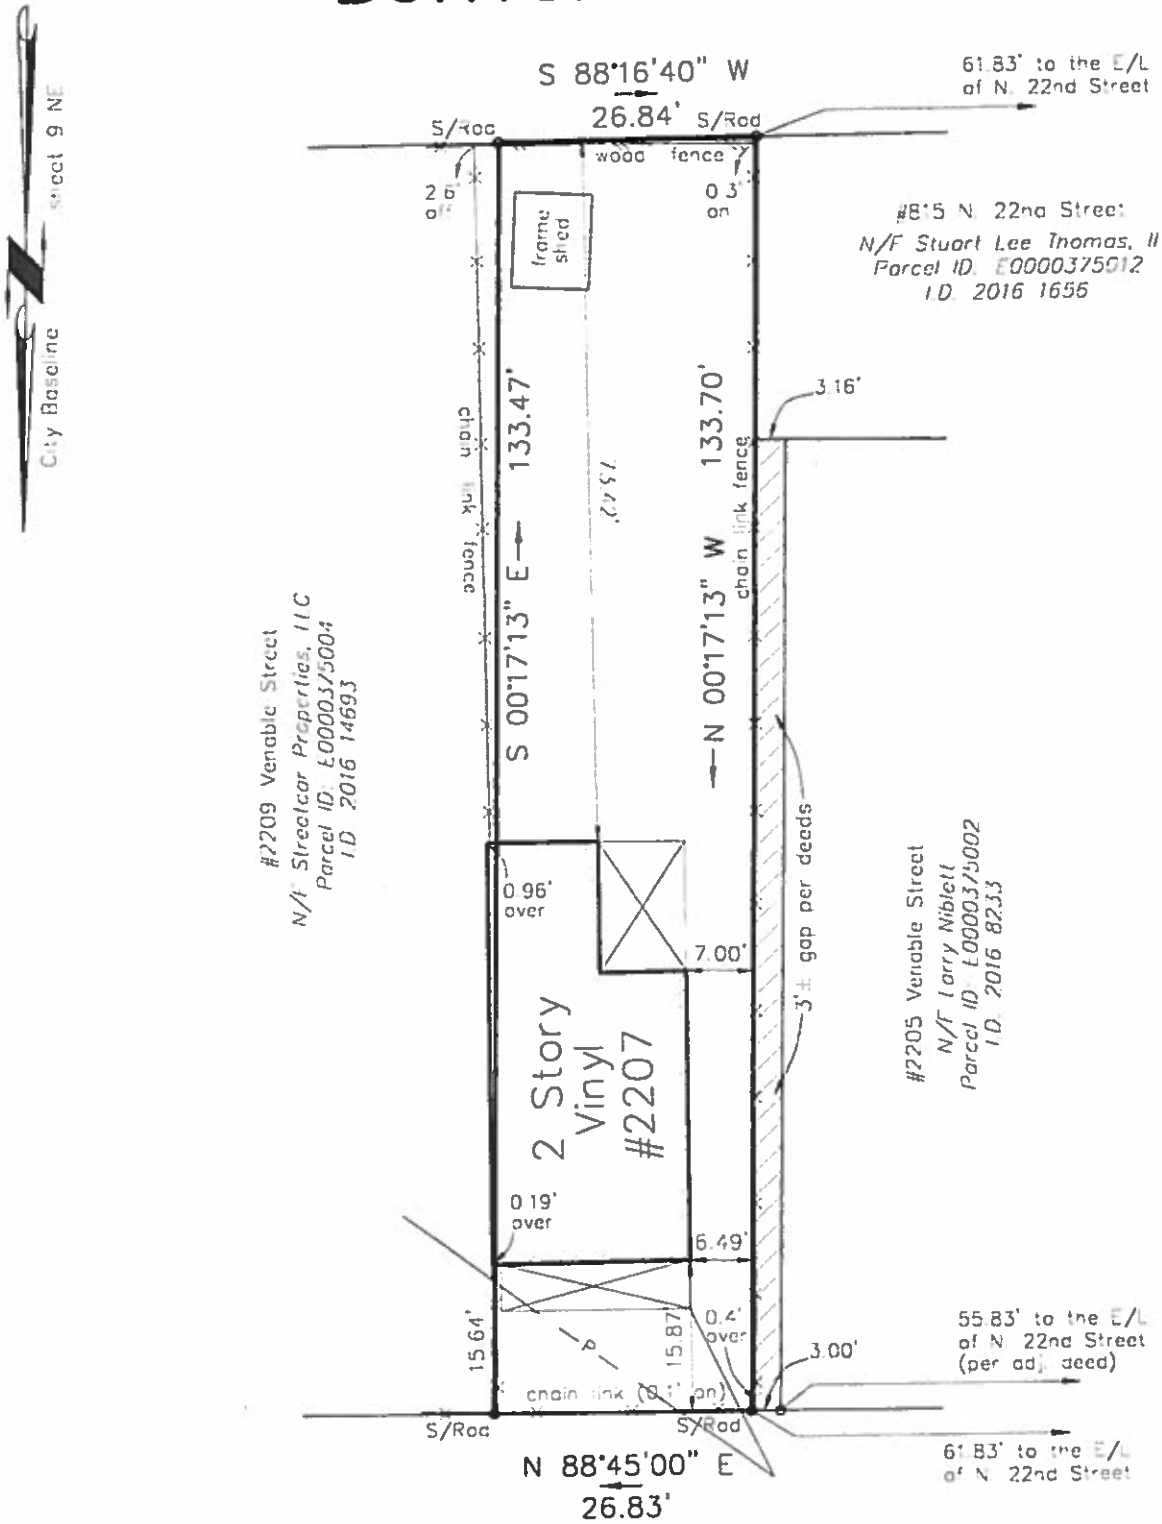 S 88°16'40" W
26.84'
61.83' to the E/L
of N. 22nd Street
S/Rod
S/Rod
wood fence
2.6'
off
0.3'
on
frame
shed
Sheet 9 NE
City Baseline
#815 N. 22nd Street
N/F Stuart Lee Thomas, II
Parcel ID. E0000375012
I.D. 2016 1656
3.16'
chain link fence
S 00°17'13" E 133.47'
75.42'
N 00°17'13" W 133.70'
chain link fence
#2209 Venable Street
N/F Streetcar Properties, LLC
Parcel ID: E0000375004
I.D. 2016 14693
0.96'
over
7.00'
3'± gap per deeds
#2205 Venable Street
N/F Larry Niblett
Parcel ID: E0000375002
I.D. 2016 8233
2 Story
Vinyl
#2207
0.19'
over
6.49'
15.64'
P
15.87
0.4'
over
3.00'
55.83' to the E/L
of N. 22nd Street
(per adj. deed)
chain link (0.1' on)
S/Rod
S/Rod
61.83' to the E/L
of N. 22nd Street
N 88°45'00" E
26.83'